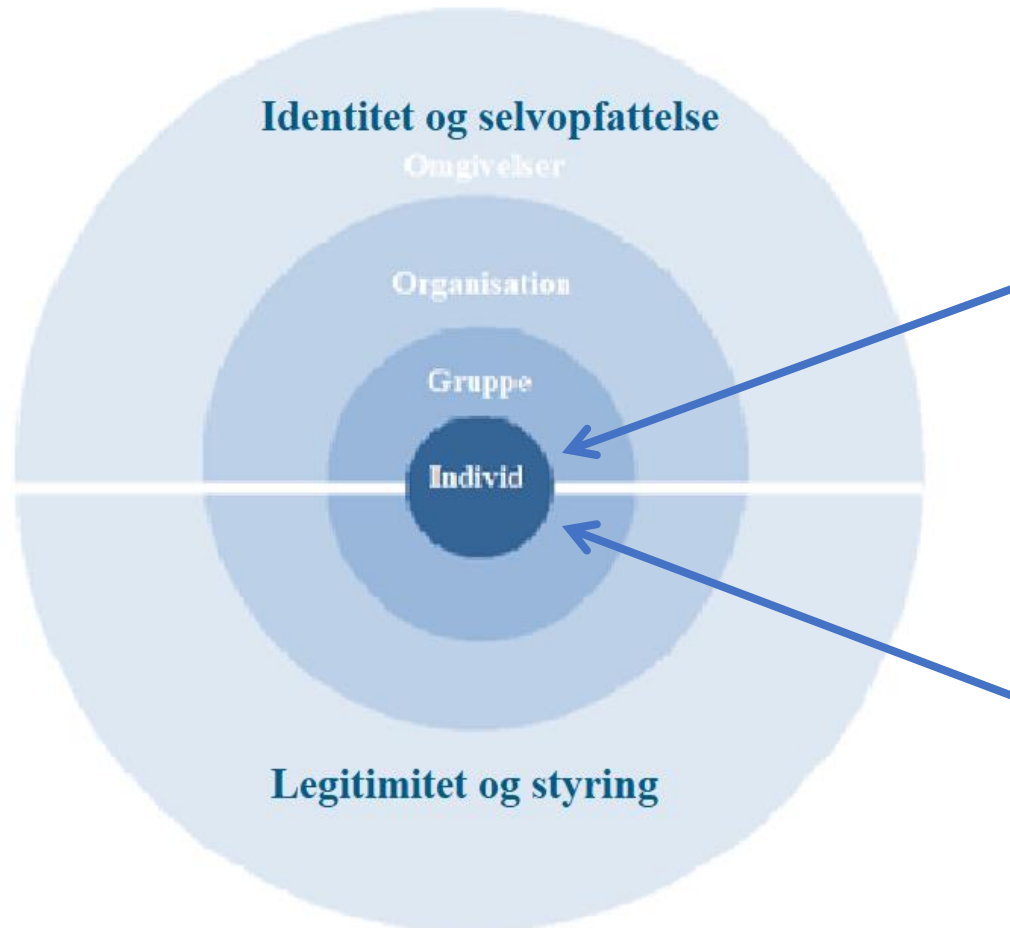 Identitet og selvopfattelse
Omgivelser
Organisation
Gruppe
Individ
Legitimitet og styring